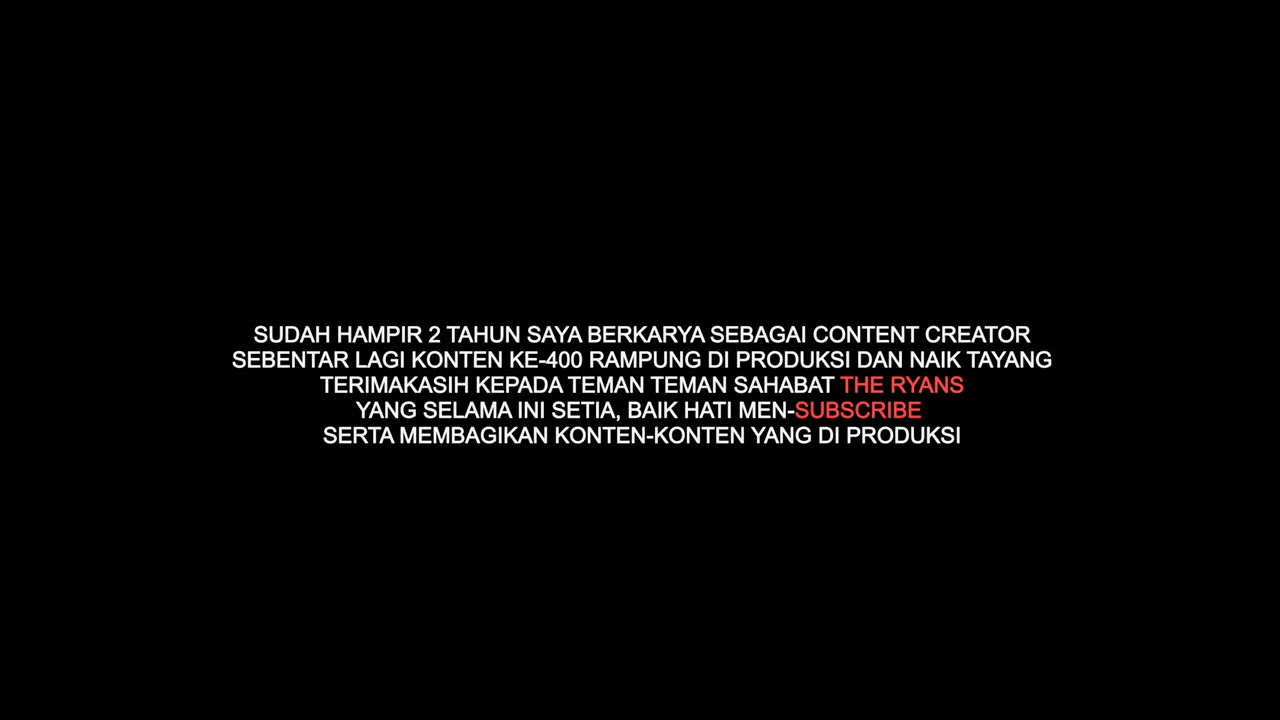 SUDAH HAMPIR 2 TAHUN SAYA BERKARYA SEBAGAI CONTENT CREATOR
SEBENTAR LAGI KONTEN KE-400 RAMPUNG DI PRODUKSI DAN NAIK TAYANG
TERIMAKASIH KEPADA TEMAN TEMAN SAHABAT THE RYANS
YANG SELAMA INI SETIA, BAIK HATI MEN-SUBSCRIBE
SERTA MEMBAGIKAN KONTEN-KONTEN YANG DI PRODUKSI